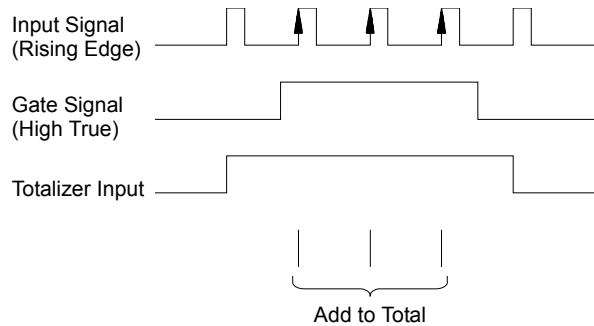 Input Signal
(Rising Edge)
Gate Signal
(High True)
Totalizer Input
Add to Total